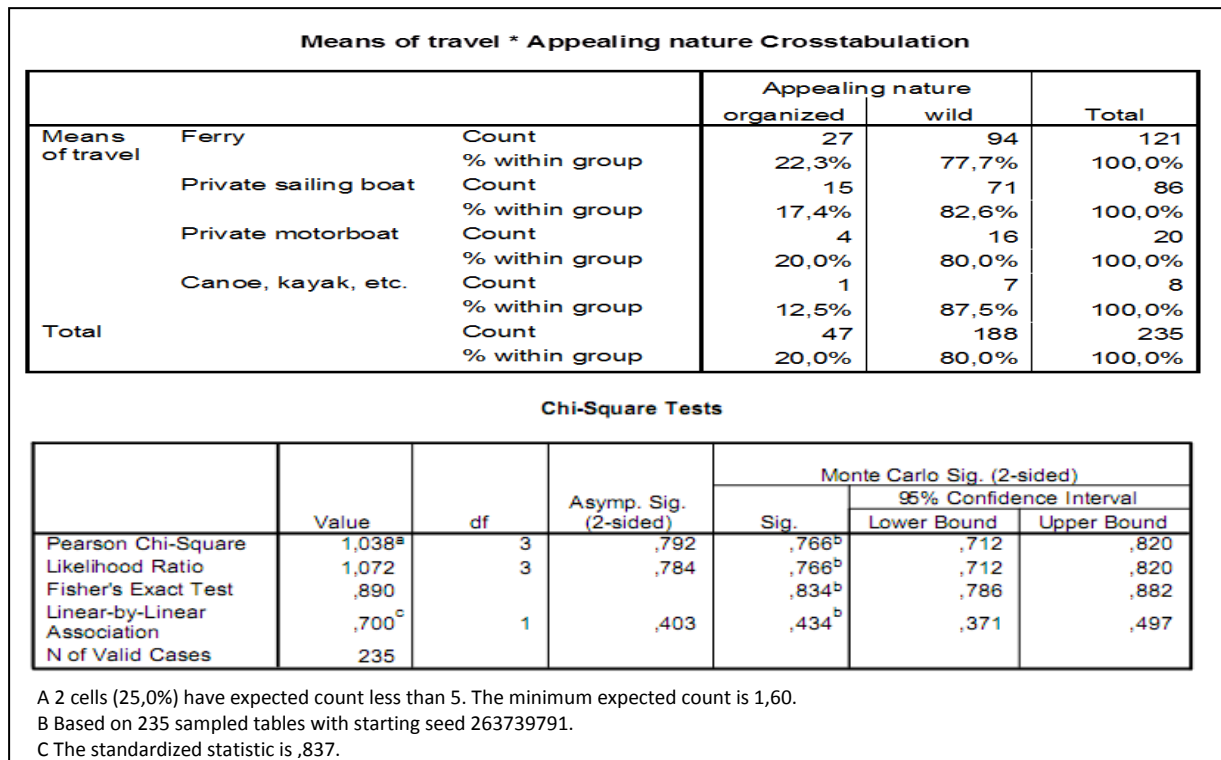 Means of travel * Appealing nature Crosstabulation
Appealing nature
organized wild Total
Means of travel Ferry Count 27 94 121
% within group 22,3% 77,7% 100,0%
Private sailing boat Count 15 71 86
% within group 17,4% 82,6% 100,0%
Private motorboat Count 4 16 20
% within group 20,0% 80,0% 100,0%
Canoe, kayak, etc. Count 1 7 8
% within group 12,5% 87,5% 100,0%
Total Count 47 188 235
% within group 20,0% 80,0% 100,0%
Chi-Square Tests
Monte Carlo Sig. (2-sided)
95% Confidence Interval
Value df Asymp. Sig. (2-sided) Sig. Lower Bound Upper Bound
Pearson Chi-Square 1,038a 3 ,792 ,766b ,712 ,820
Likelihood Ratio 1,072 3 ,784 ,766b ,712 ,820
Fisher's Exact Test ,890 ,834b ,786 ,882
Linear-by-Linear Association ,700c 1 ,403 ,434b ,371 ,497
N of Valid Cases 235
A 2 cells (25,0%) have expected count less than 5. The minimum expected count is 1,60.
B Based on 235 sampled tables with starting seed 263739791.
C The standardized statistic is ,837.